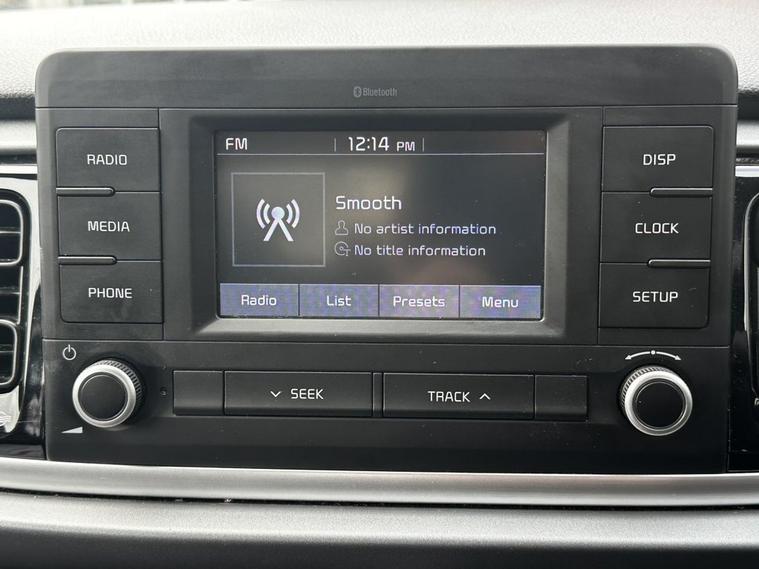 Bluetooth
RADIO
MEDIA
PHONE
FM 12:14 PM
Smooth
No artist information
No title information
Radio List Presets Menu
DISP
CLOCK
SETUP
SEEK
TRACK